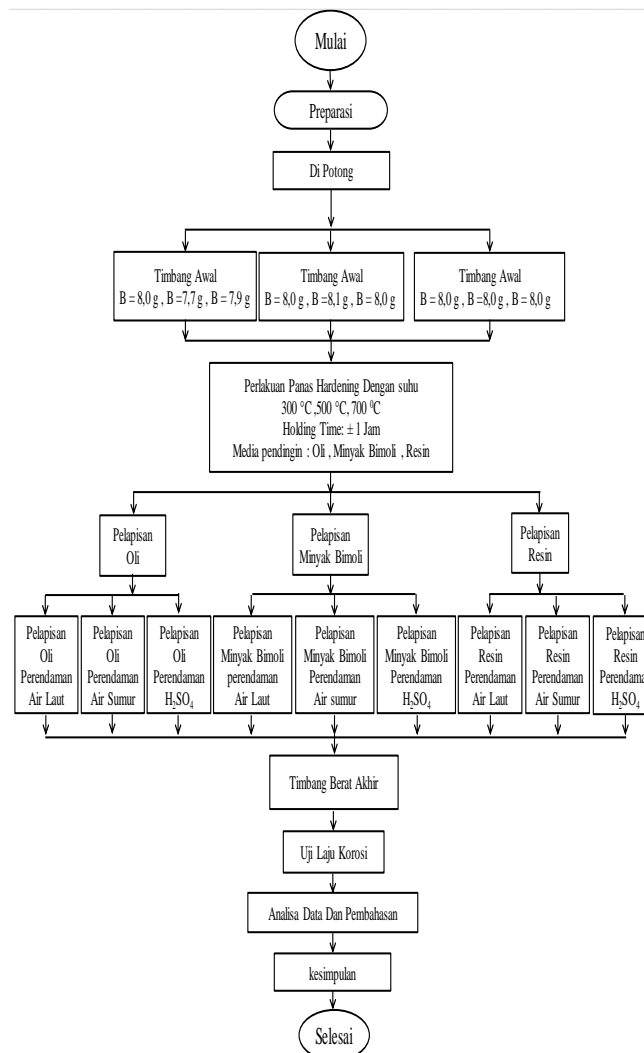 Mulai
Preparasi
Di Potong
Timbang Awal
B = 8,0 g , B =7,7 g , B = 7,9 g
Timbang Awal
B = 8,0 g , B =8,1 g , B = 8,0 g
Timbang Awal
B = 8,0 g , B = 8,0 g , B = 8,0 g
Perlakuan Panas Hardening Dengan suhu
300 °C ,500 °C, 700 ⁰C
Holding Time: ± 1 Jam
Media pendingin : Oli , Minyak Bimoli , Resin
Pelapisan
Oli
Pelapisan
Minyak Bimoli
Pelapisan
Resin
Pelapisan
Oli
Perendaman
Air Laut
Pelapisan
Oli
Perendaman
Air Sumur
Pelapisan
Oli
Perendaman
H₂SO₄
Pelapisan
Minyak Bimoli
perendaman
Air Laut
Pelapisan
Minyak Bimoli
Perendaman
Air sumur
Pelapisan
Minyak Bimoli
Perendaman
H₂SO₄
Pelapisan
Resin
Perendaman
Air Laut
Pelapisan
Resin
Perendaman
Air Sumur
Pelapisan
Resin
Perendama
H₂SO₄
Timbang Berat Akhir
Uji Laju Korosi
Analisa Data Dan Pembahasan
kesimpulan
Selesai